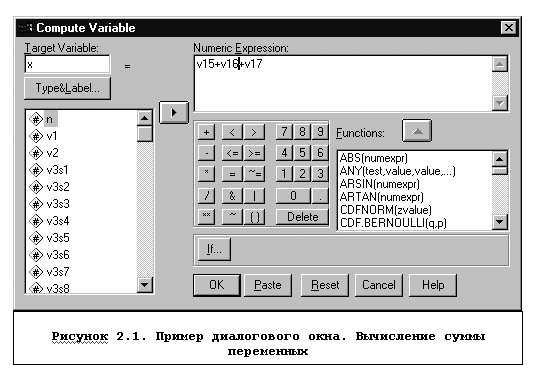 Compute Variable
Target Variable:
x
=
Numeric Expression:
v15+v16+v17
Type&Label...
n
v1
v2
v3s1
v3s2
v3s3
v3s4
v3s5
v3s6
v3s7
v3s8
+ < > 7 8 9
- <= >= 4 5 6
* = ~= 1 2 3
/ & | 0 .
** ~ () Delete
Functions:
ABS(numexpr)
ANY(test,value,value,...)
ARSIN(numexpr)
ARTAN(numexpr)
CDFNORM(zvalue)
CDF.BERNOULLI(q,p)
If...
OK Paste Reset Cancel Help
Рисунок 2.1. Пример диалогового окна. Вычисление суммы
переменных